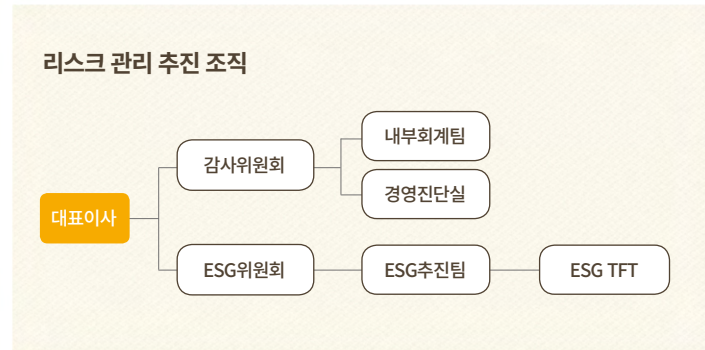 리스크 관리 추진 조직
대표이사
감사위원회
내부회계팀
경영진단실
ESG위원회
ESG추진팀
ESG TFT